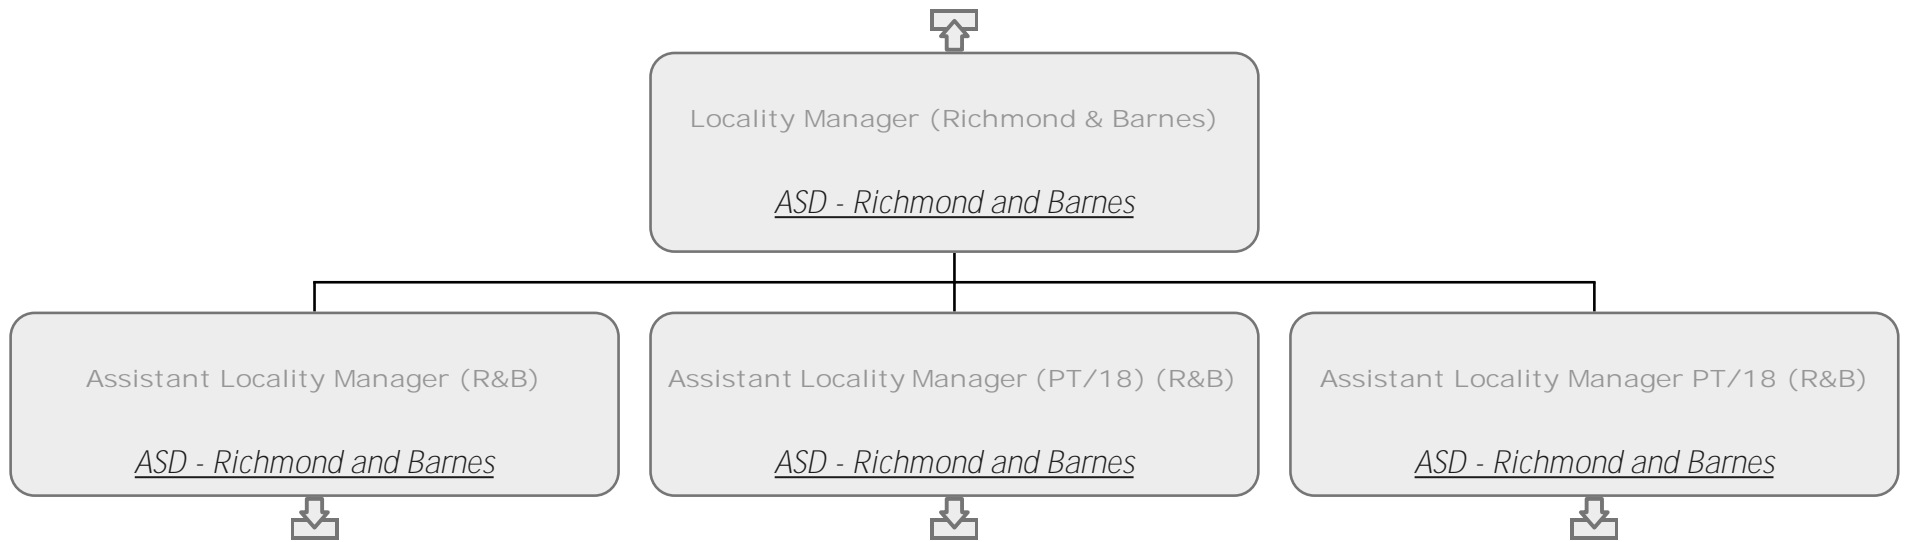 Locality Manager (Richmond & Barnes)
ASD - Richmond and Barnes
Assistant Locality Manager (R&B)
ASD - Richmond and Barnes
Assistant Locality Manager (PT/18) (R&B)
ASD - Richmond and Barnes
Assistant Locality Manager PT/18 (R&B)
ASD - Richmond and Barnes